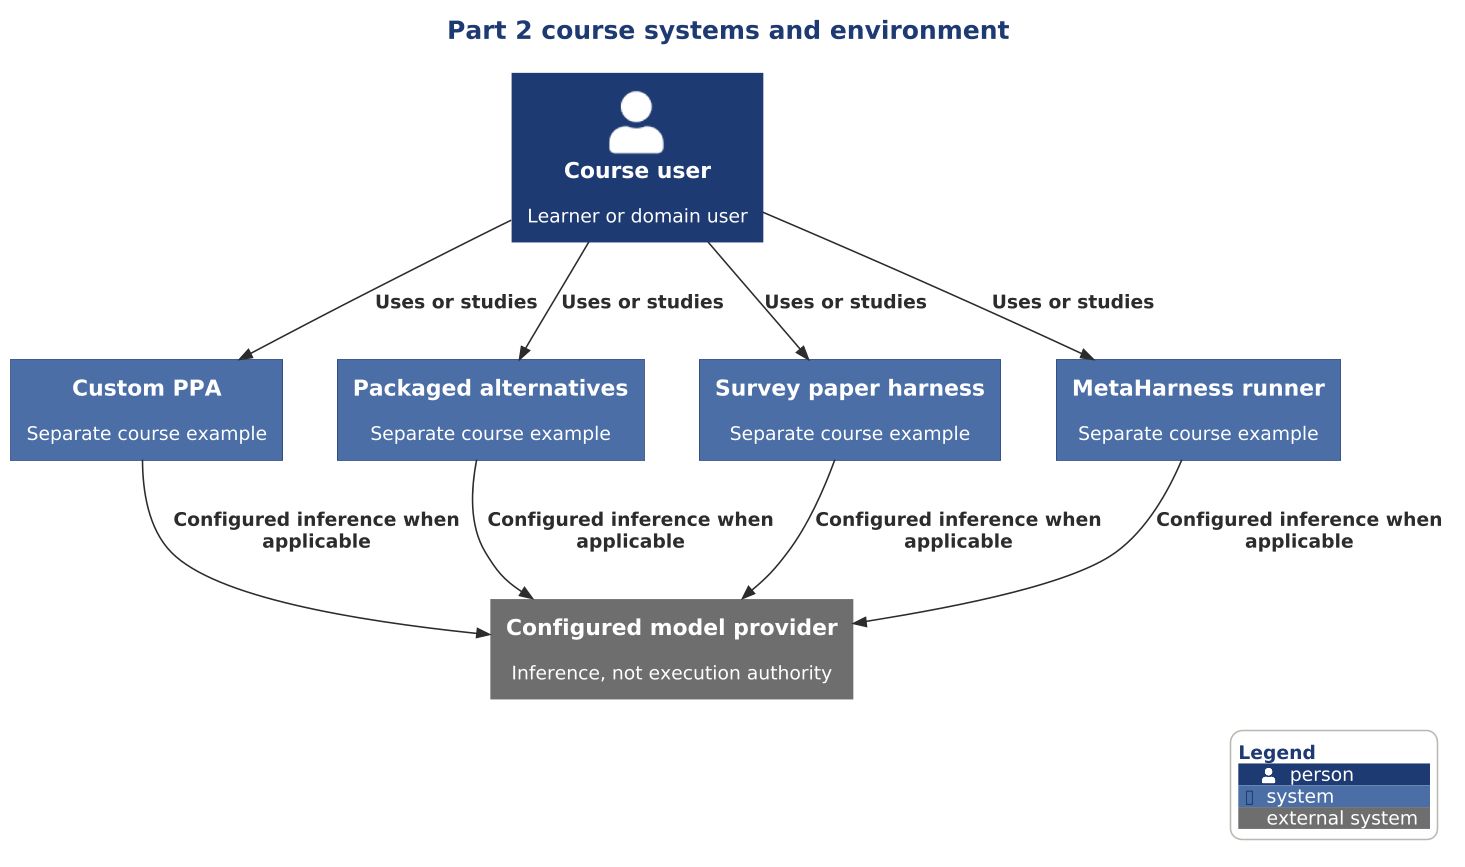 Part 2 course systems and environment
Course user
Learner or domain user
Uses or studies
Uses or studies
Uses or studies
Uses or studies
Custom PPA
Separate course example
Packaged alternatives
Separate course example
Survey paper harness
Separate course example
MetaHarness runner
Separate course example
Configured inference when
applicable
Configured inference when
applicable
Configured inference when
applicable
Configured inference when
applicable
Configured model provider
Inference, not execution authority
Legend
person
system
external system